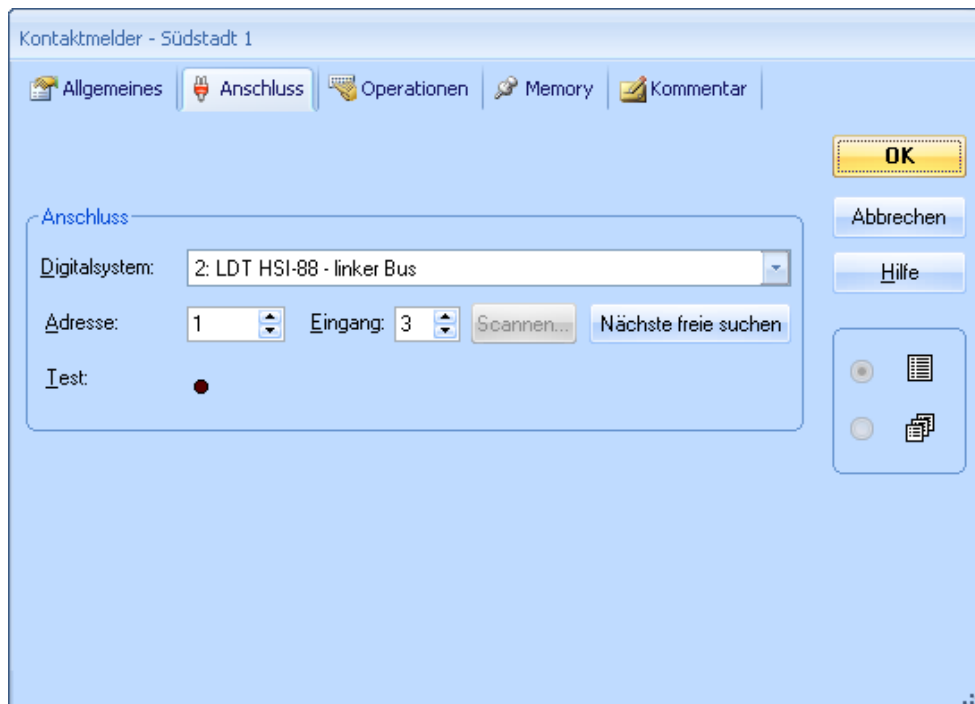 Kontaktmelder - Südstadt 1
Allgemeines Anschluss Operationen Memory Kommentar
OK
Abbrechen
Hilfe
Anschluss
Digitalsystem: 2: LDT HSI-88 - linker Bus
Adresse: 1 Eingang: 3 Scannen... Nächste freie suchen
Test: